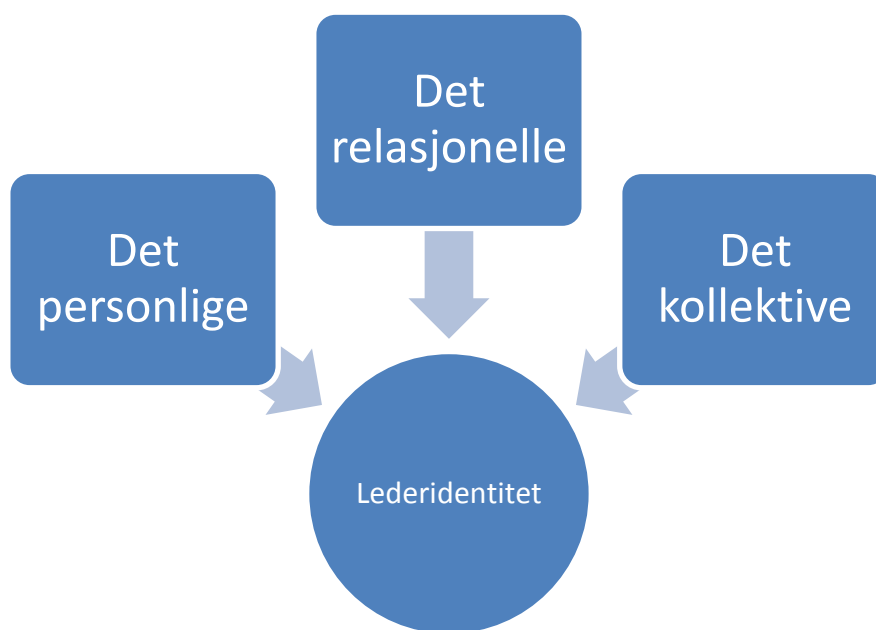 Det
relasjonelle
Det
personlige
Det
kollektive
Lederidentitet